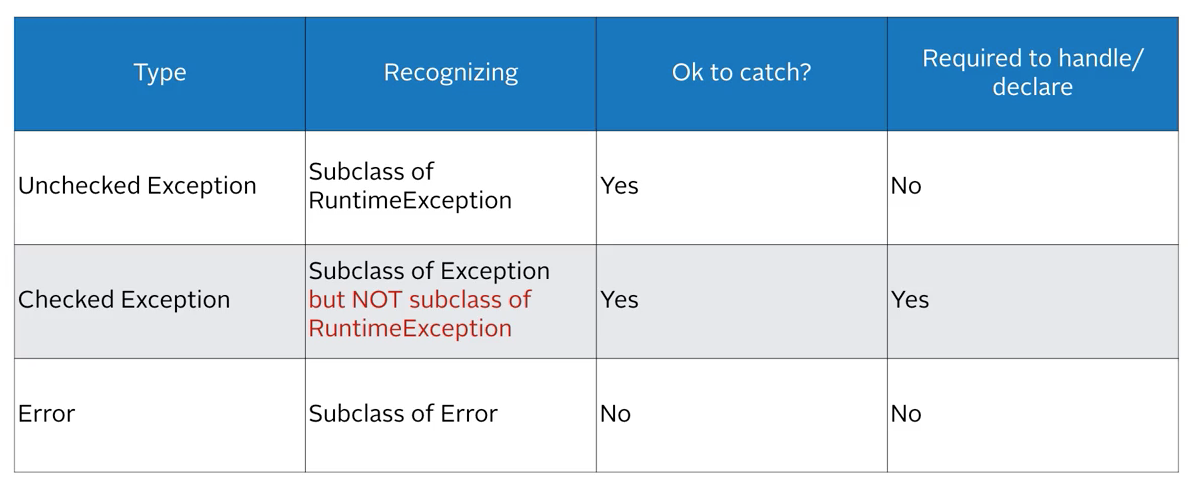 Type
Recognizing
Ok to catch?
Required to handle/
declare
Unchecked Exception
Subclass of
RuntimeException
Yes
No
Checked Exception
Subclass of Exception
but NOT subclass of
RuntimeException
Yes
Yes
Error
Subclass of Error
No
No